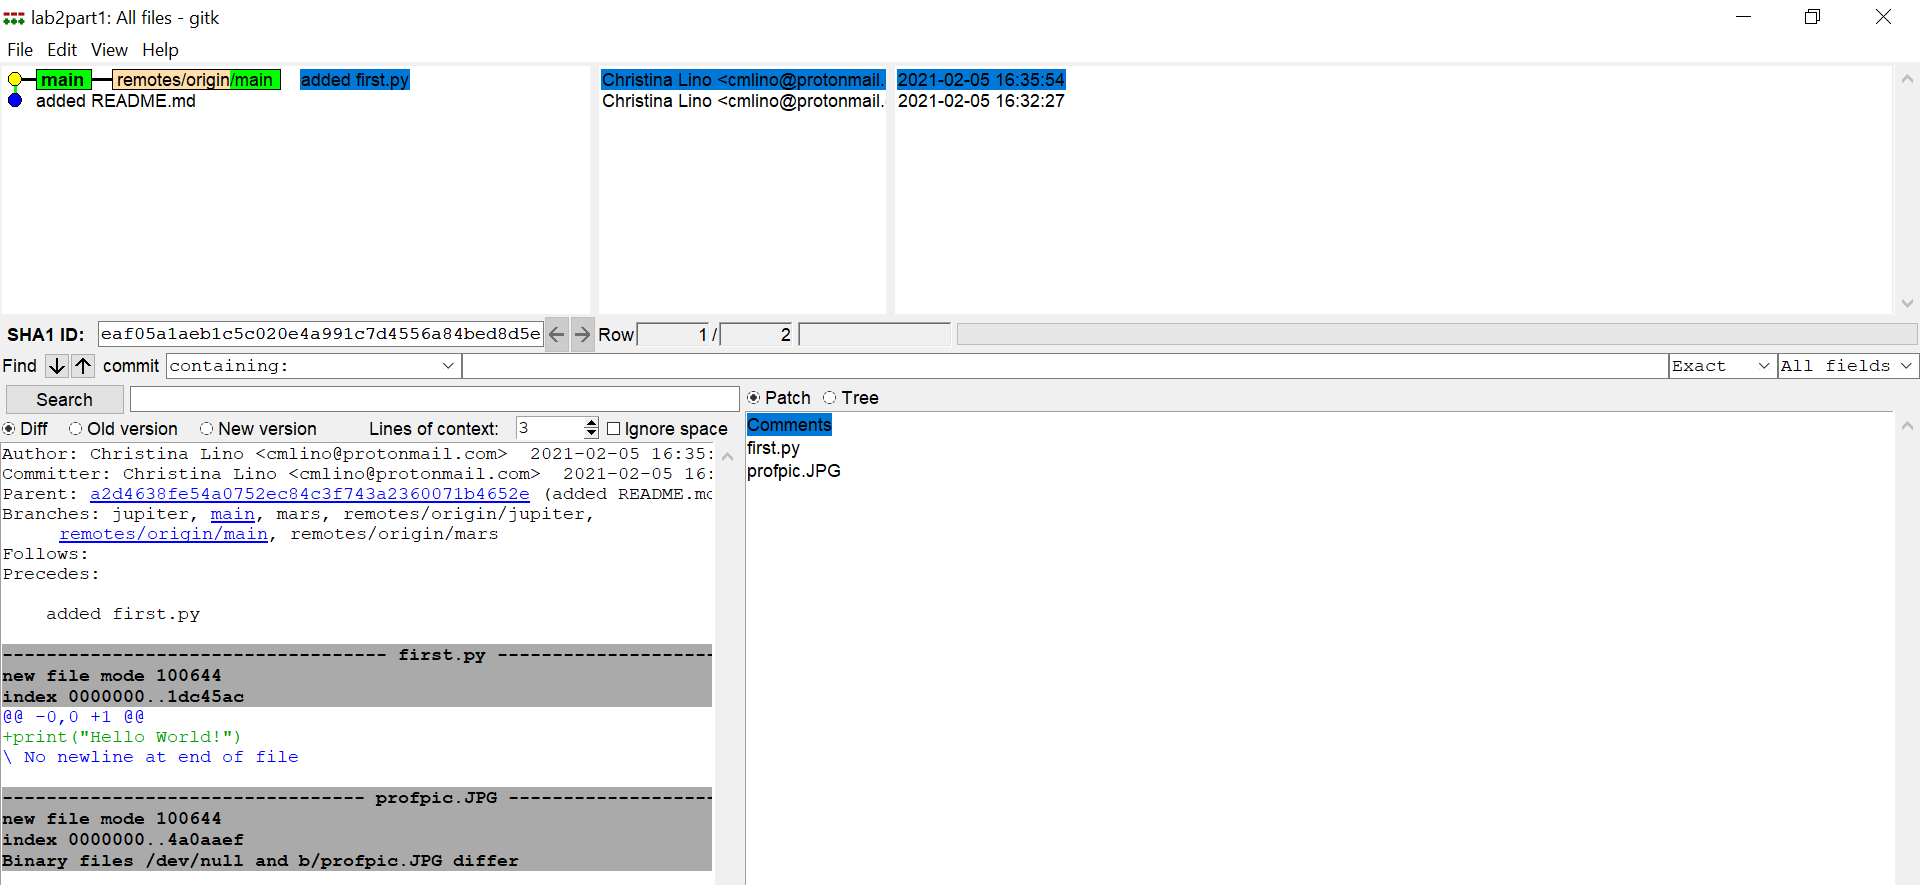 lab2part1: All files - gitk
File Edit View Help
main remotes/origin/main added first.py Christina Lino <cmlino@protonmail. 2021-02-05 16:35:54
added README.md Christina Lino <cmlino@protonmail. 2021-02-05 16:32:27
SHA1 ID: eaf05a1aeb1c5c020e4a991c7d4556a84bed8d5e Row 1 / 2
Find commit containing: Exact All fields
Search
Patch Tree
Diff Old version New version Lines of context: 3 Ignore space
Comments
first.py
profpic.JPG
Author: Christina Lino <cmlino@protonmail.com> 2021-02-05 16:35:
Committer: Christina Lino <cmlino@protonmail.com> 2021-02-05 16:
Parent: a2d4638fe54a0752ec84c3f743a2360071b4652e (added README.mc
Branches: jupiter, main, mars, remotes/origin/jupiter,
remotes/origin/main, remotes/origin/mars
Follows:
Precedes:
added first.py
---------------------------------- first.py --------------------
new file mode 100644
index 0000000..1dc45ac
@@ -0,0 +1 @@
+print("Hello World!")
\ No newline at end of file
-------------------------------- profpic.JPG -------------------
new file mode 100644
index 0000000..4a0aaef
Binary files /dev/null and b/profpic.JPG differ